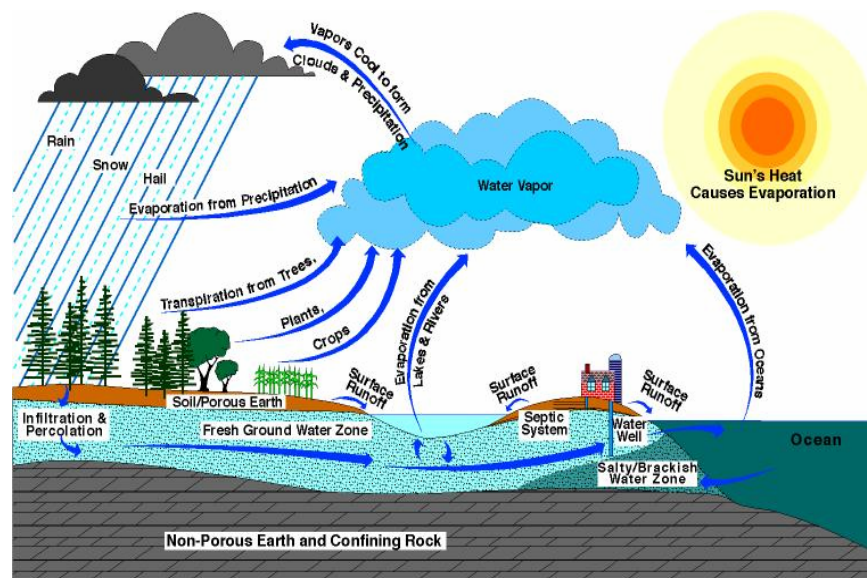 Vapors Cool to form
Clouds & Precipitation
Rain
Snow
Hail
Water Vapor
Sun's Heat
Causes Evaporation
Evaporation from Precipitation
Transpiration from Trees,
Plants,
Crops
Evaporation from
Lakes & Rivers
Evaporation from Oceans
Surface
Runoff
Surface
Runoff
Surface
Runoff
Soil/Porous Earth
Infiltration &
Percolation
Fresh Ground Water Zone
Septic
System
Water
Well
Ocean
Salty/Brackish
Water Zone
Non-Porous Earth and Confining Rock